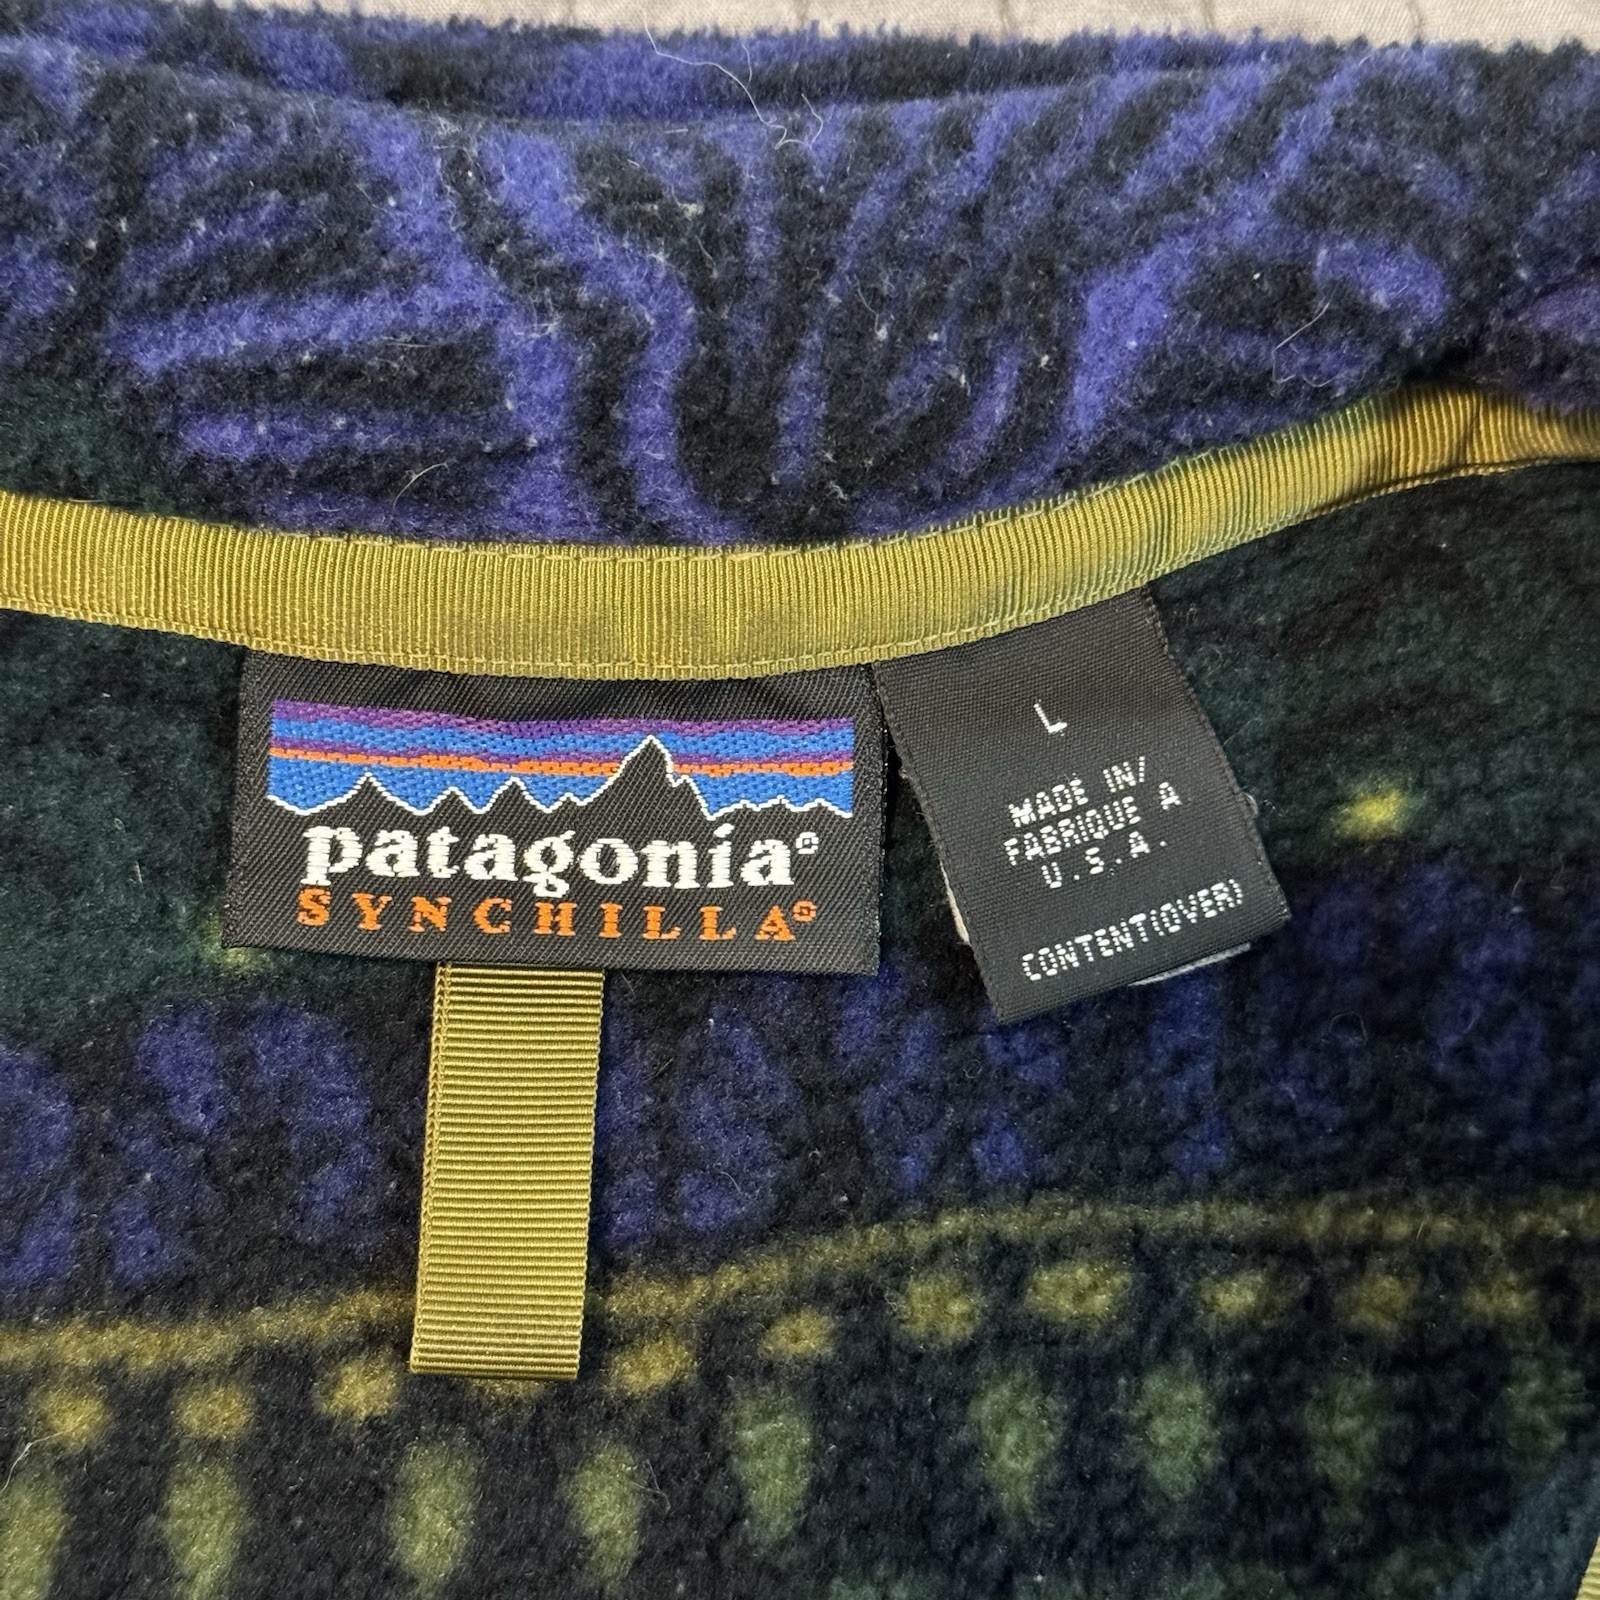 patagonia®
SYNCHILLA®
L
MADE IN/
FABRIQUE A
U.S.A.
CONTENT(OVER)